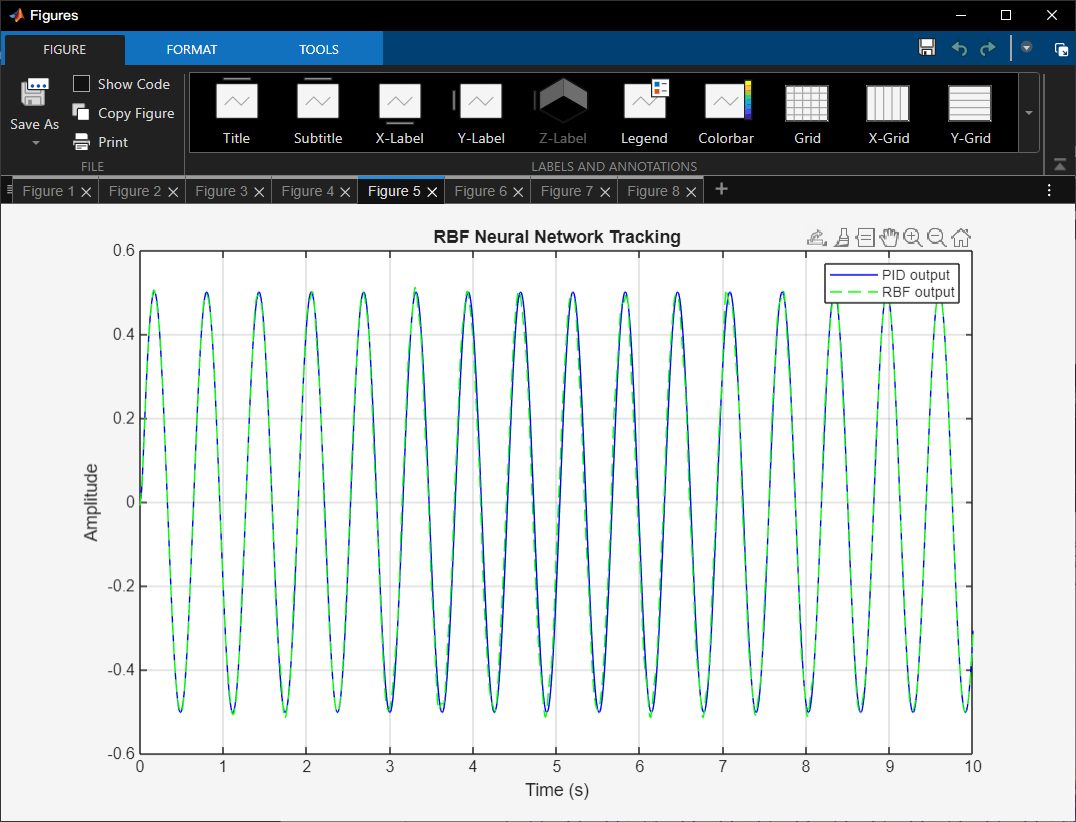 Figures
FIGURE FORMAT TOOLS
Save As
Show Code
Copy Figure
Print
FILE
Title Subtitle X-Label Y-Label Z-Label Legend Colorbar Grid X-Grid Y-Grid
LABELS AND ANNOTATIONS
Figure 1 Figure 2 Figure 3 Figure 4 Figure 5 Figure 6 Figure 7 Figure 8
RBF Neural Network Tracking
PID output
RBF output
0.6
0.4
0.2
0
-0.2
-0.4
-0.6
Amplitude
0 1 2 3 4 5 6 7 8 9 10
Time (s)